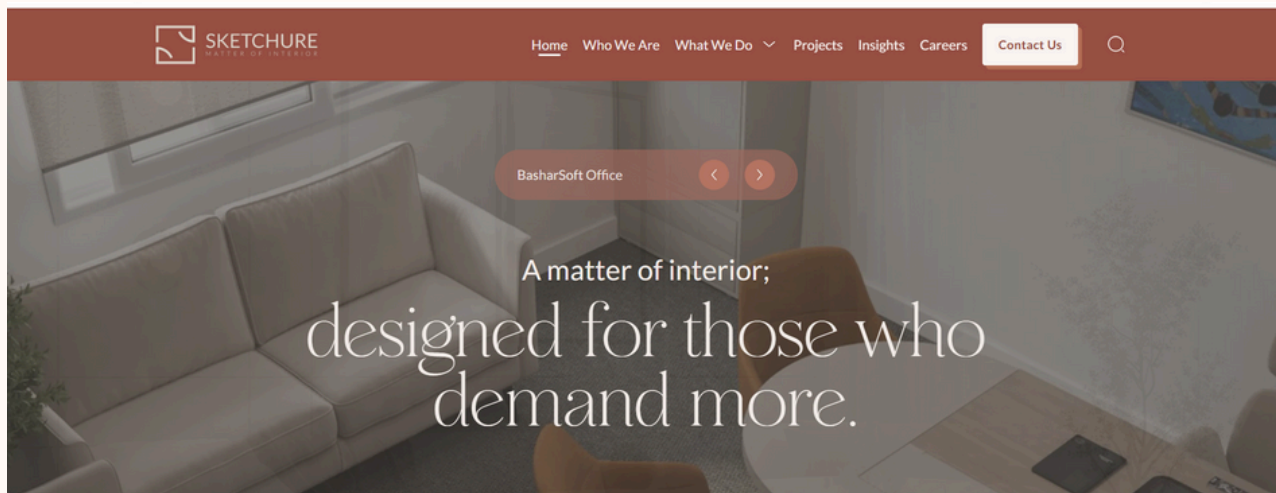 SKETCHURE
MATTER OF INTERIOR
Home Who We Are What We Do Projects Insights Careers Contact Us
BasharSoft Office
A matter of interior;
designed for those who
demand more.